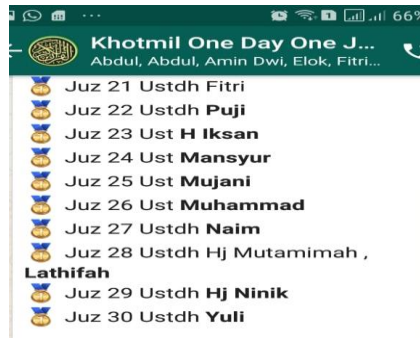 66%
Khotmil One Day One J...
Abdul, Abdul, Amin Dwi, Elok, Fitri...
Juz 21 Ustdh Fitri
Juz 22 Ustdh Puji
Juz 23 Ust H Iksan
Juz 24 Ust Mansyur
Juz 25 Ust Mujani
Juz 26 Ust Muhammad
Juz 27 Ustdh Naim
Juz 28 Ustdh Hj Mutamimah ,
Lathifah
Juz 29 Ustdh Hj Ninik
Juz 30 Ustdh Yuli